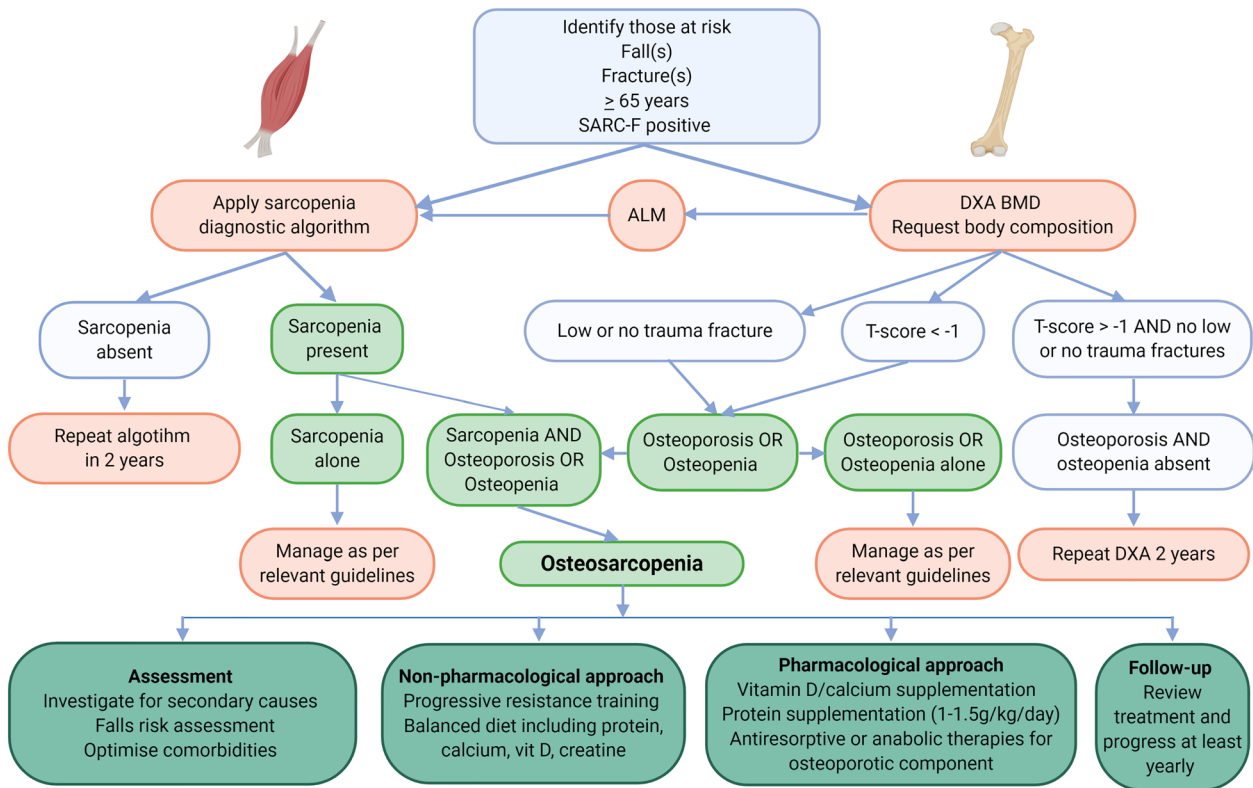 Identify those at risk
Fall(s)
Fracture(s)
≥ 65 years
SARC-F positive
Apply sarcopenia
diagnostic algorithm
ALM
DXA BMD
Request body composition
Sarcopenia
absent
Sarcopenia
present
Low or no trauma fracture
T-score < -1
T-score > -1 AND no low
or no trauma fractures
Repeat algotihm
in 2 years
Sarcopenia
alone
Sarcopenia AND
Osteoporosis OR
Osteopenia
Osteoporosis OR
Osteopenia
Osteoporosis OR
Osteopenia alone
Osteoporosis AND
osteopenia absent
Manage as per
relevant guidelines
Osteosarcopenia
Manage as per
relevant guidelines
Repeat DXA 2 years
Assessment
Investigate for secondary causes
Falls risk assessment
Optimise comorbidities
Non-pharmacological approach
Progressive resistance training
Balanced diet including protein,
calcium, vit D, creatine
Pharmacological approach
Vitamin D/calcium supplementation
Protein supplementation (1-1.5g/kg/day)
Antiresorptive or anabolic therapies for
osteoporotic component
Follow-up
Review
treatment and
progress at least
yearly